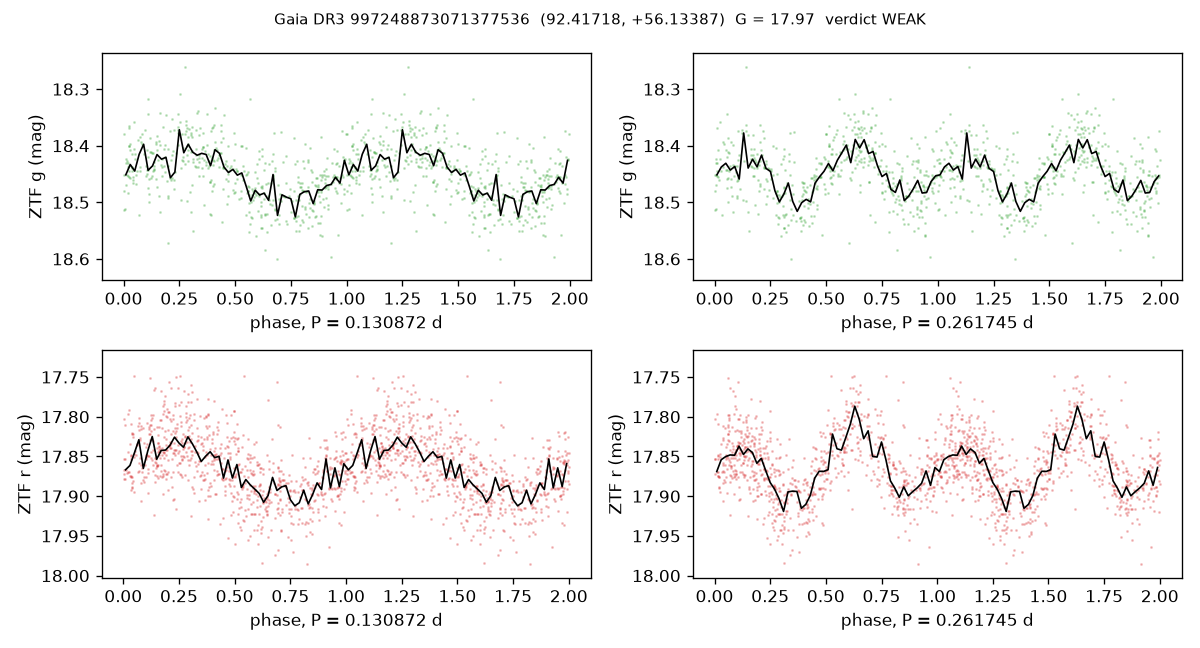 Gaia DR3 997248873071377536 (92.41718, +56.13387) G = 17.97 verdict WEAK
ZTF g (mag)
18.3
18.4
18.5
18.6
0.00 0.25 0.50 0.75 1.00 1.25 1.50 1.75 2.00
phase, P = 0.130872 d
ZTF g (mag)
18.3
18.4
18.5
18.6
0.00 0.25 0.50 0.75 1.00 1.25 1.50 1.75 2.00
phase, P = 0.261745 d
ZTF r (mag)
17.75
17.80
17.85
17.90
17.95
18.00
0.00 0.25 0.50 0.75 1.00 1.25 1.50 1.75 2.00
phase, P = 0.130872 d
ZTF r (mag)
17.75
17.80
17.85
17.90
17.95
18.00
0.00 0.25 0.50 0.75 1.00 1.25 1.50 1.75 2.00
phase, P = 0.261745 d